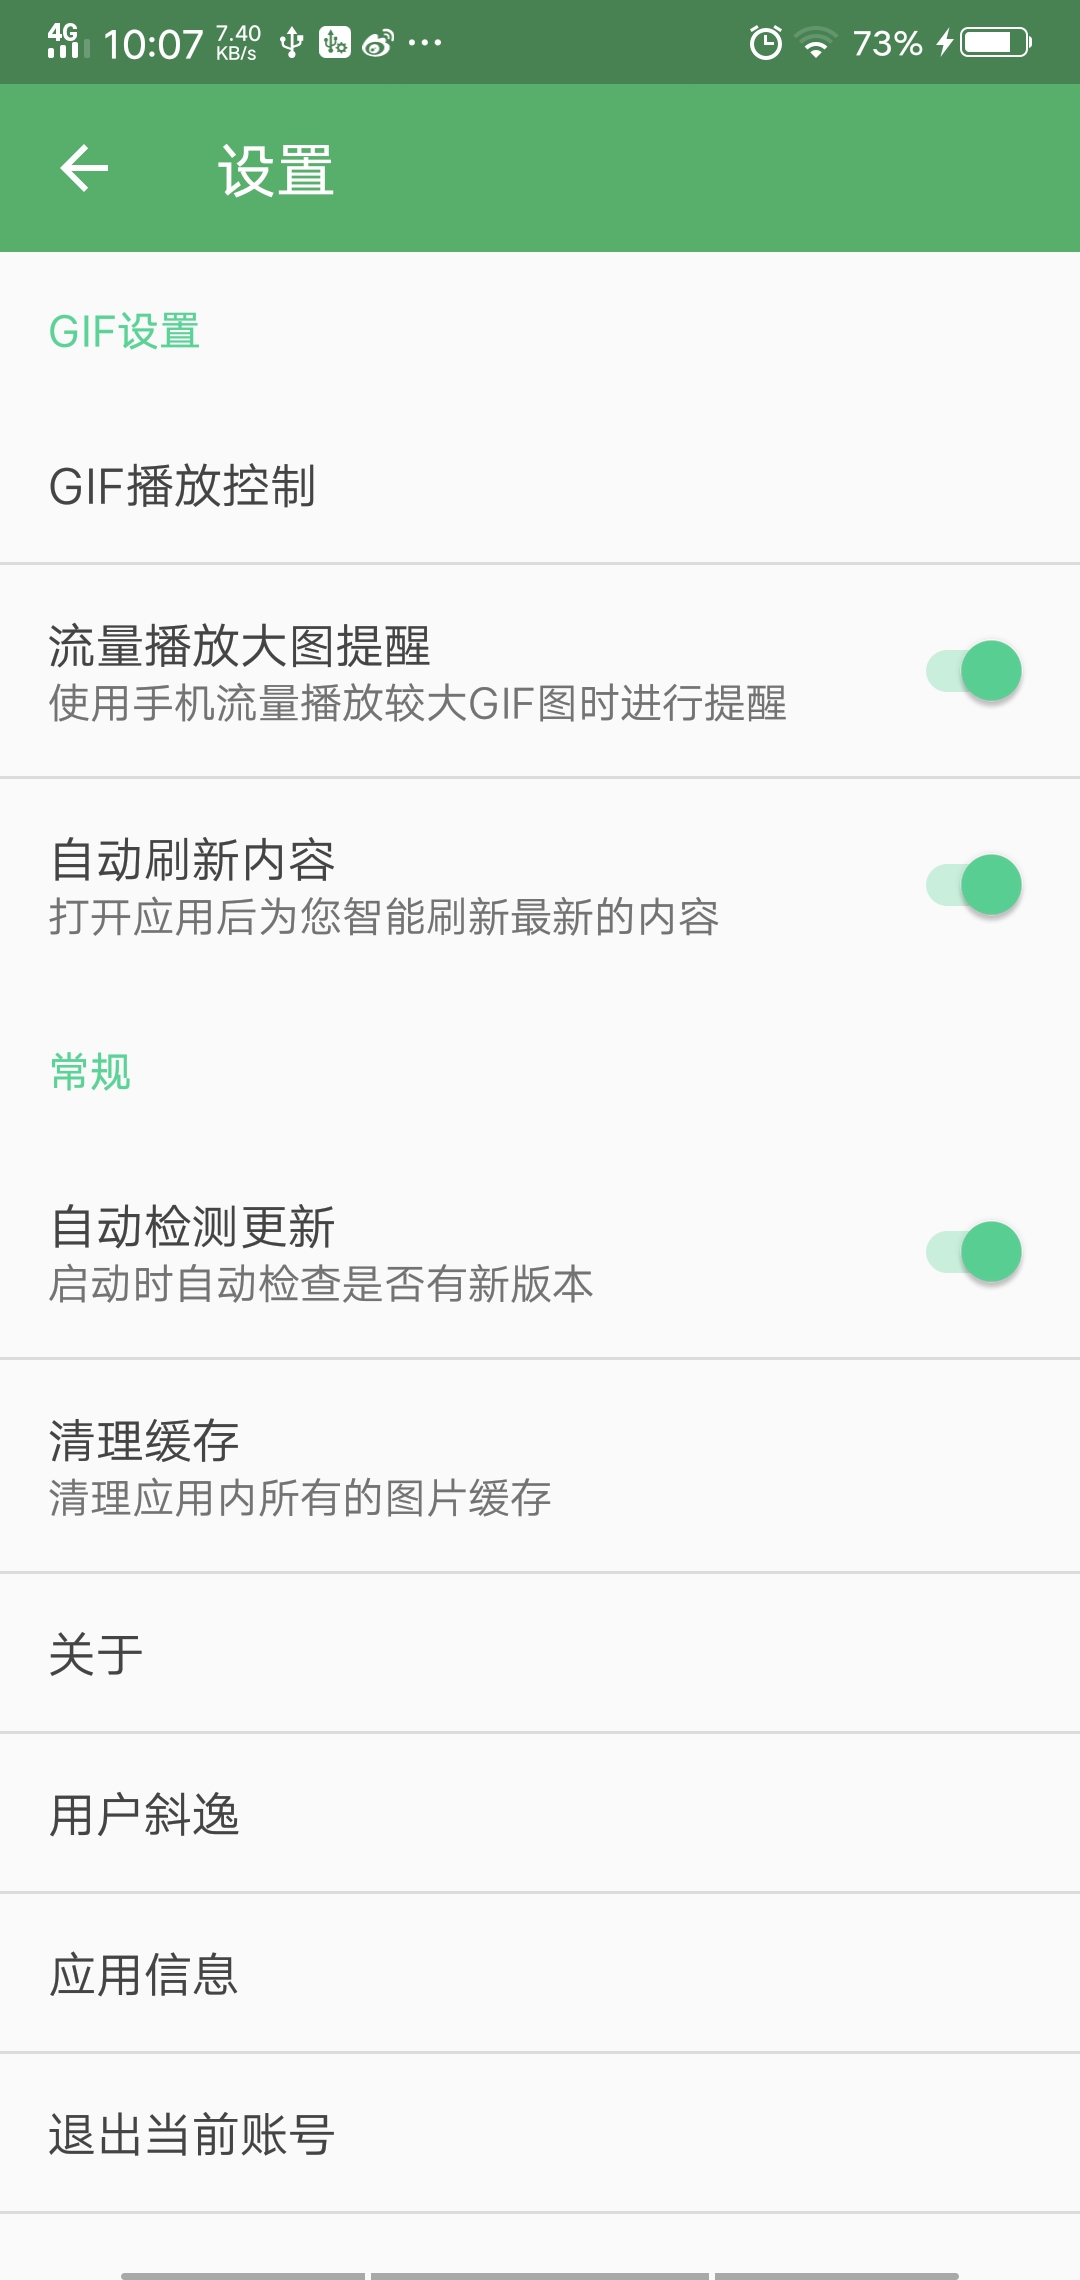 4G 10:07 7.40 KB/s 73%
设置
GIF设置
GIF播放控制
流量播放大图提醒
使用手机流量播放较大GIF图时进行提醒
自动刷新内容
打开应用后为您智能刷新最新的内容
常规
自动检测更新
启动时自动检查是否有新版本
清理缓存
清理应用内所有的图片缓存
关于
用户斜逸
应用信息
退出当前账号